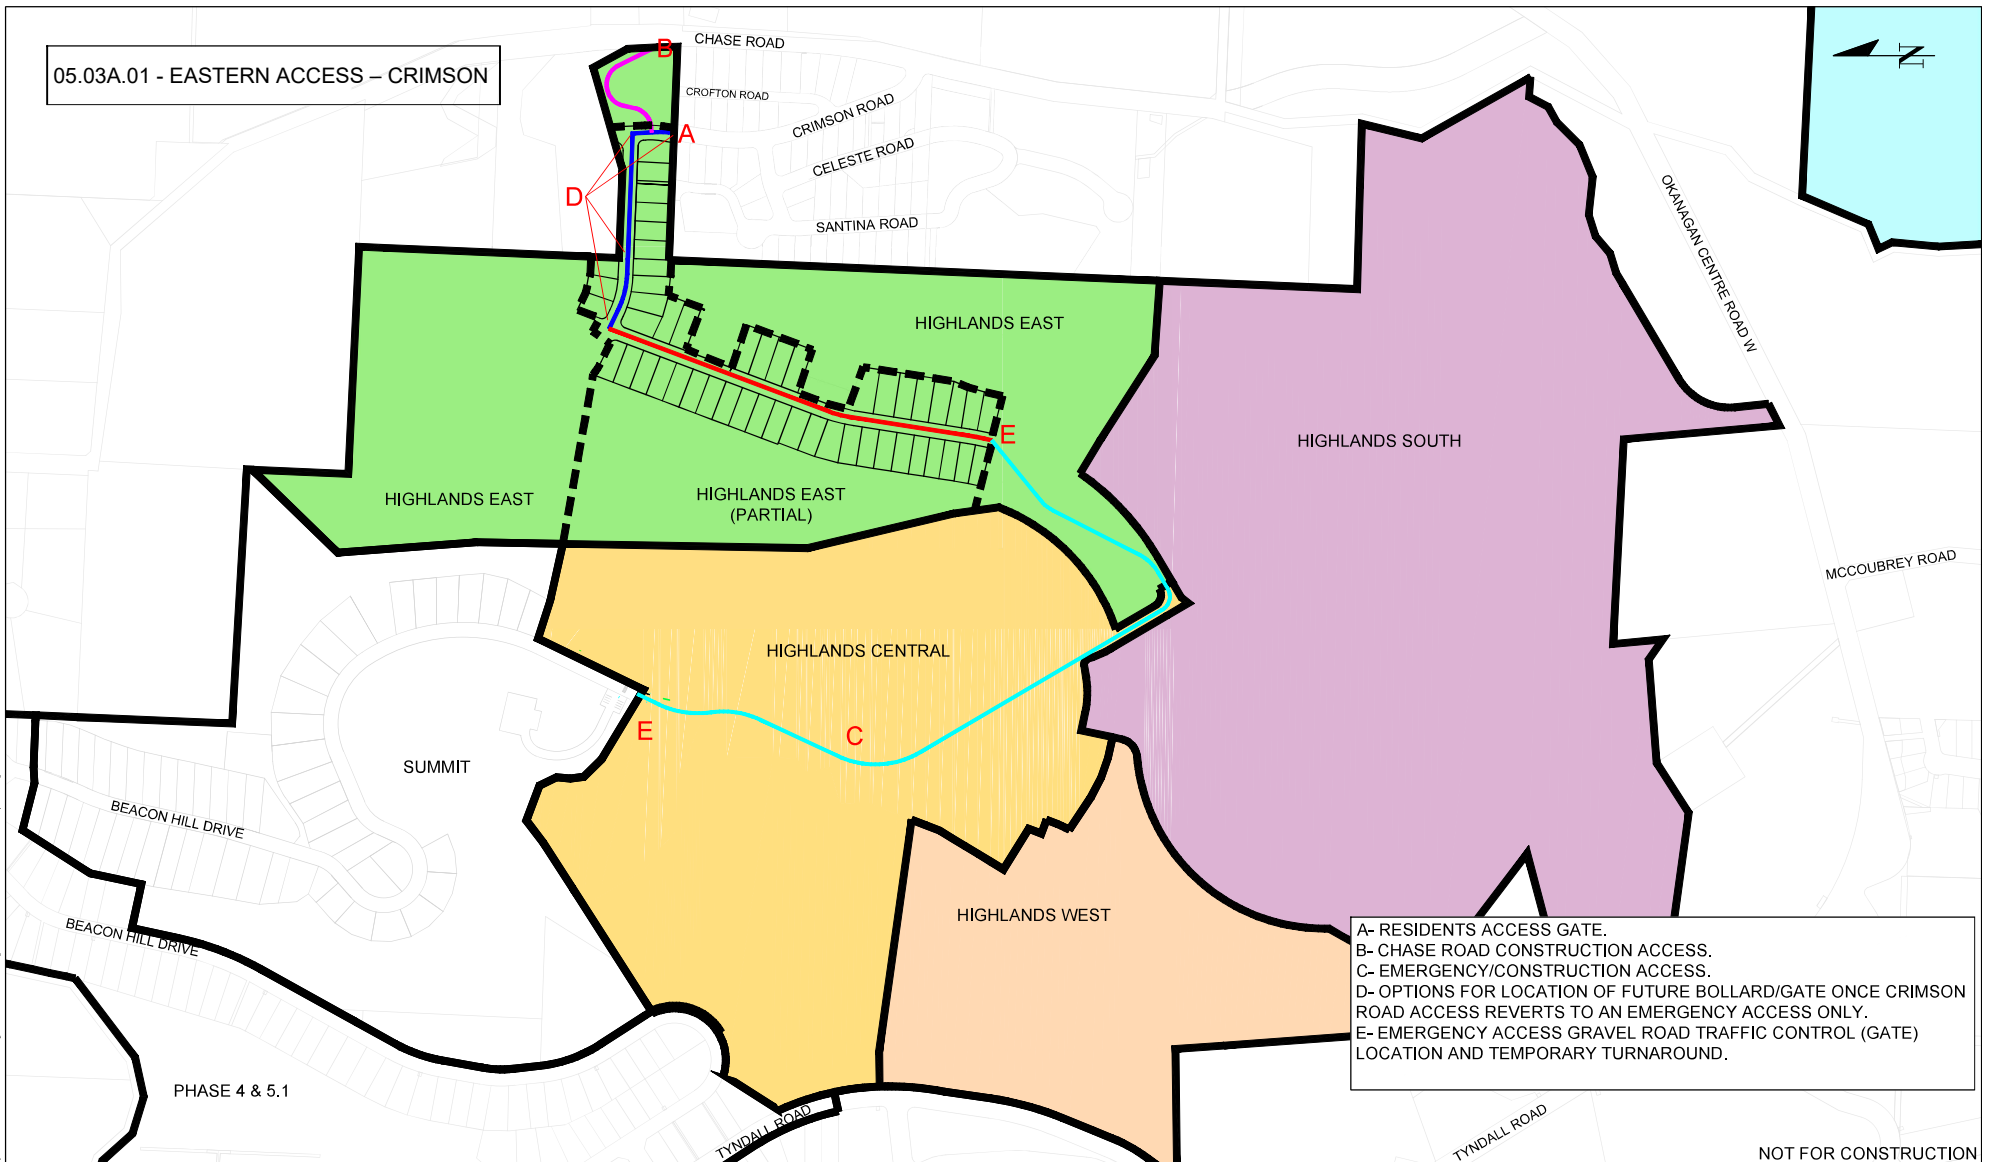 05.03A.01 - EASTERN ACCESS – CRIMSON
B
CHASE ROAD
N
CROFTON ROAD
CRIMSON ROAD
A
CELESTE ROAD
D
SANTINA ROAD
OKANAGAN CENTRE ROAD W
HIGHLANDS EAST
E
HIGHLANDS SOUTH
HIGHLANDS EAST
HIGHLANDS EAST
(PARTIAL)
MCCOUBREY ROAD
HIGHLANDS CENTRAL
E
C
SUMMIT
BEACON HILL DRIVE
BEACON HILL DRIVE
HIGHLANDS WEST
A- RESIDENTS ACCESS GATE.
B- CHASE ROAD CONSTRUCTION ACCESS.
C- EMERGENCY/CONSTRUCTION ACCESS.
D- OPTIONS FOR LOCATION OF FUTURE BOLLARD/GATE ONCE CRIMSON
ROAD ACCESS REVERTS TO AN EMERGENCY ACCESS ONLY.
E- EMERGENCY ACCESS GRAVEL ROAD TRAFFIC CONTROL (GATE)
LOCATION AND TEMPORARY TURNAROUND.
PHASE 4 & 5.1
TYNDALL ROAD
TYNDALL ROAD
NOT FOR CONSTRUCTION